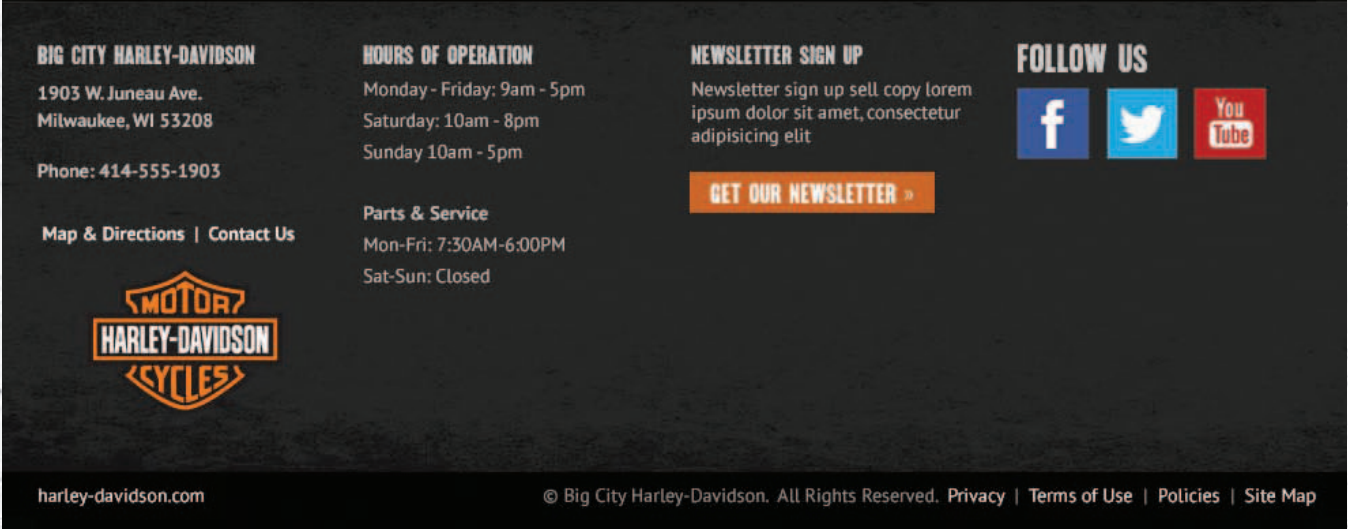 BIG CITY HARLEY-DAVIDSON
1903 W. Juneau Ave.
Milwaukee, WI 53208
Phone: 414-555-1903
Map & Directions | Contact Us
MOTOR
HARLEY-DAVIDSON
CYCLES
HOURS OF OPERATION
Monday - Friday: 9am - 5pm
Saturday: 10am - 8pm
Sunday 10am - 5pm
Parts & Service
Mon-Fri: 7:30AM-6:00PM
Sat-Sun: Closed
NEWSLETTER SIGN UP
Newsletter sign up sell copy lorem
ipsum dolor sit amet, consectetur
adipisicing elit
GET OUR NEWSLETTER »
FOLLOW US
f
You
Tube
harley-davidson.com
© Big City Harley-Davidson. All Rights Reserved. Privacy | Terms of Use | Policies | Site Map